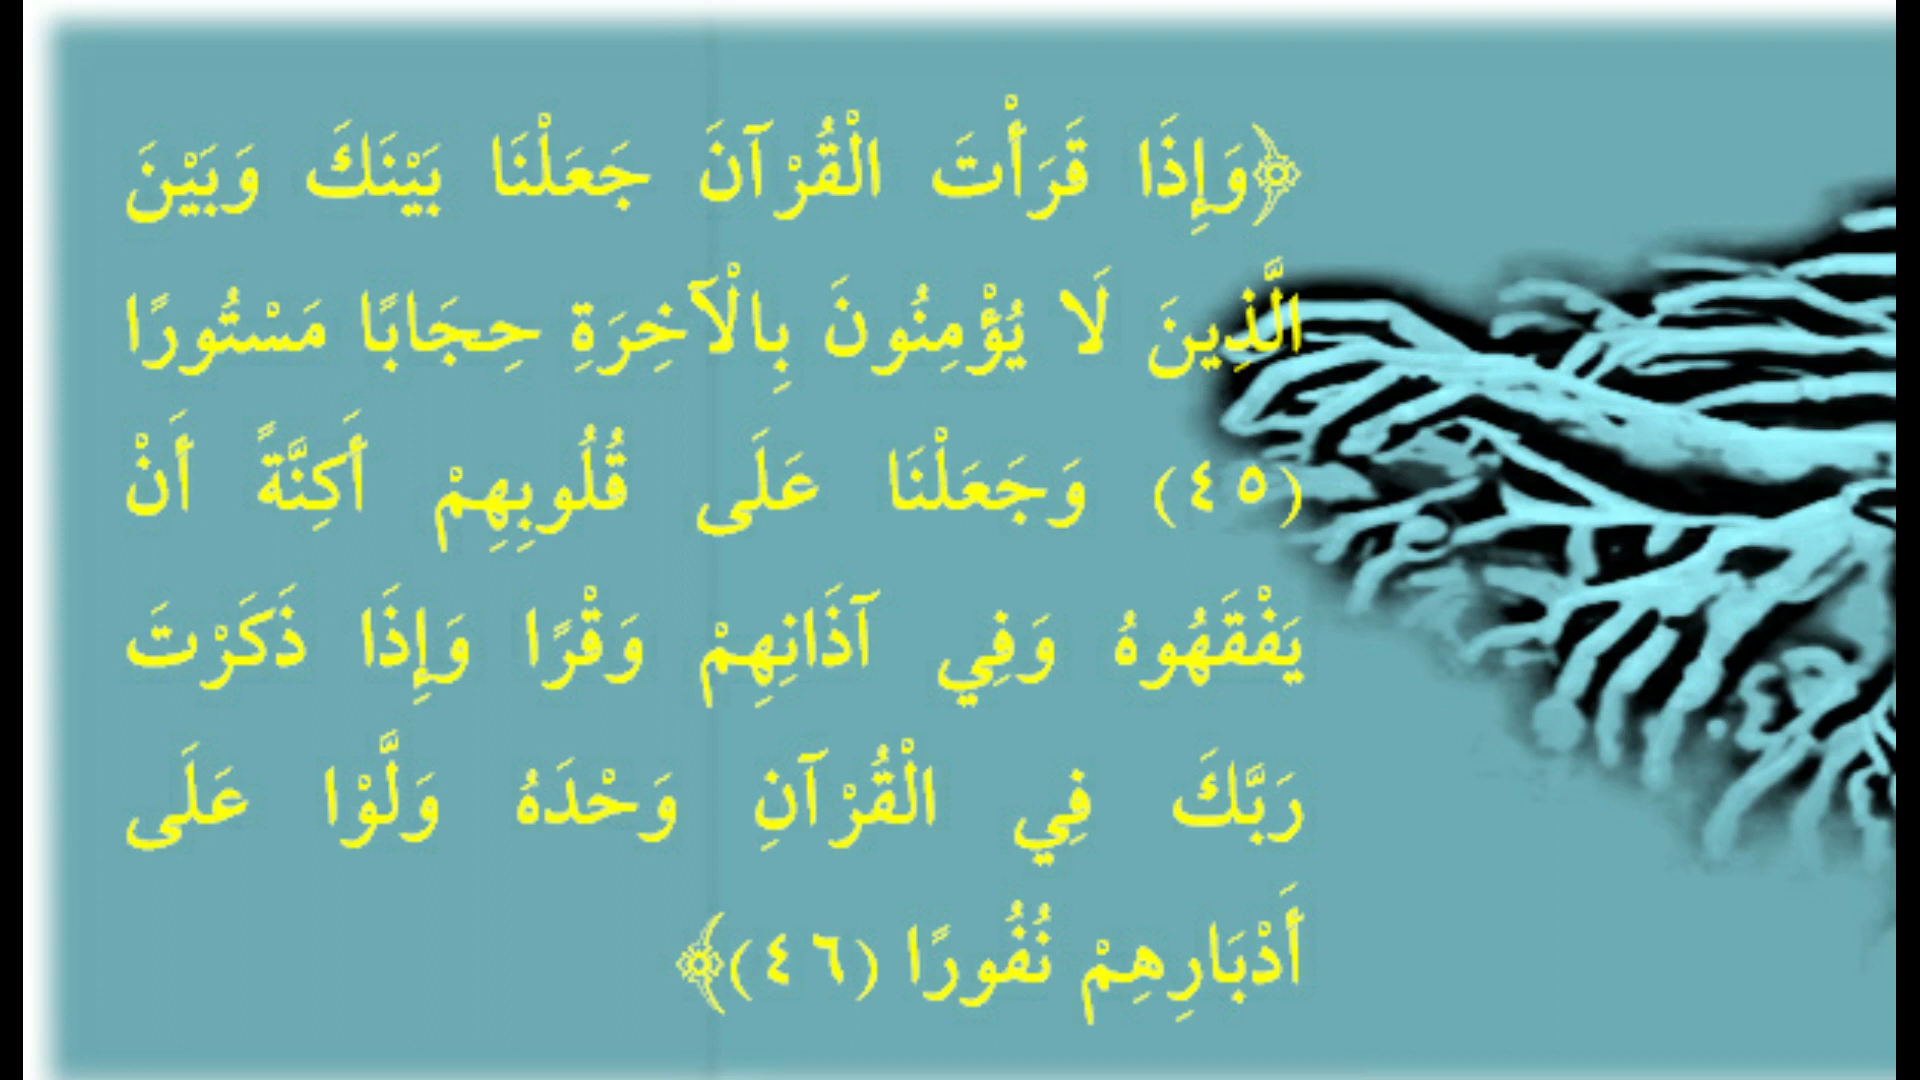 ﴿وَإِذَا قَرَأْتَ الْقُرْآنَ جَعَلْنَا بَيْنَكَ وَبَيْنَ
الَّذِينَ لَا يُؤْمِنُونَ بِالْآخِرَةِ حِجَابًا مَسْتُورًا
(٤٥) وَجَعَلْنَا عَلَى قُلُوبِهِمْ أَكِنَّةً أَنْ
يَفْقَهُوهُ وَفِي آذَانِهِمْ وَقْرًا وَإِذَا ذَكَرْتَ
رَبَّكَ فِي الْقُرْآنِ وَحْدَهُ وَلَّوْا عَلَى
أَدْبَارِهِمْ نُفُورًا (٤٦)﴾